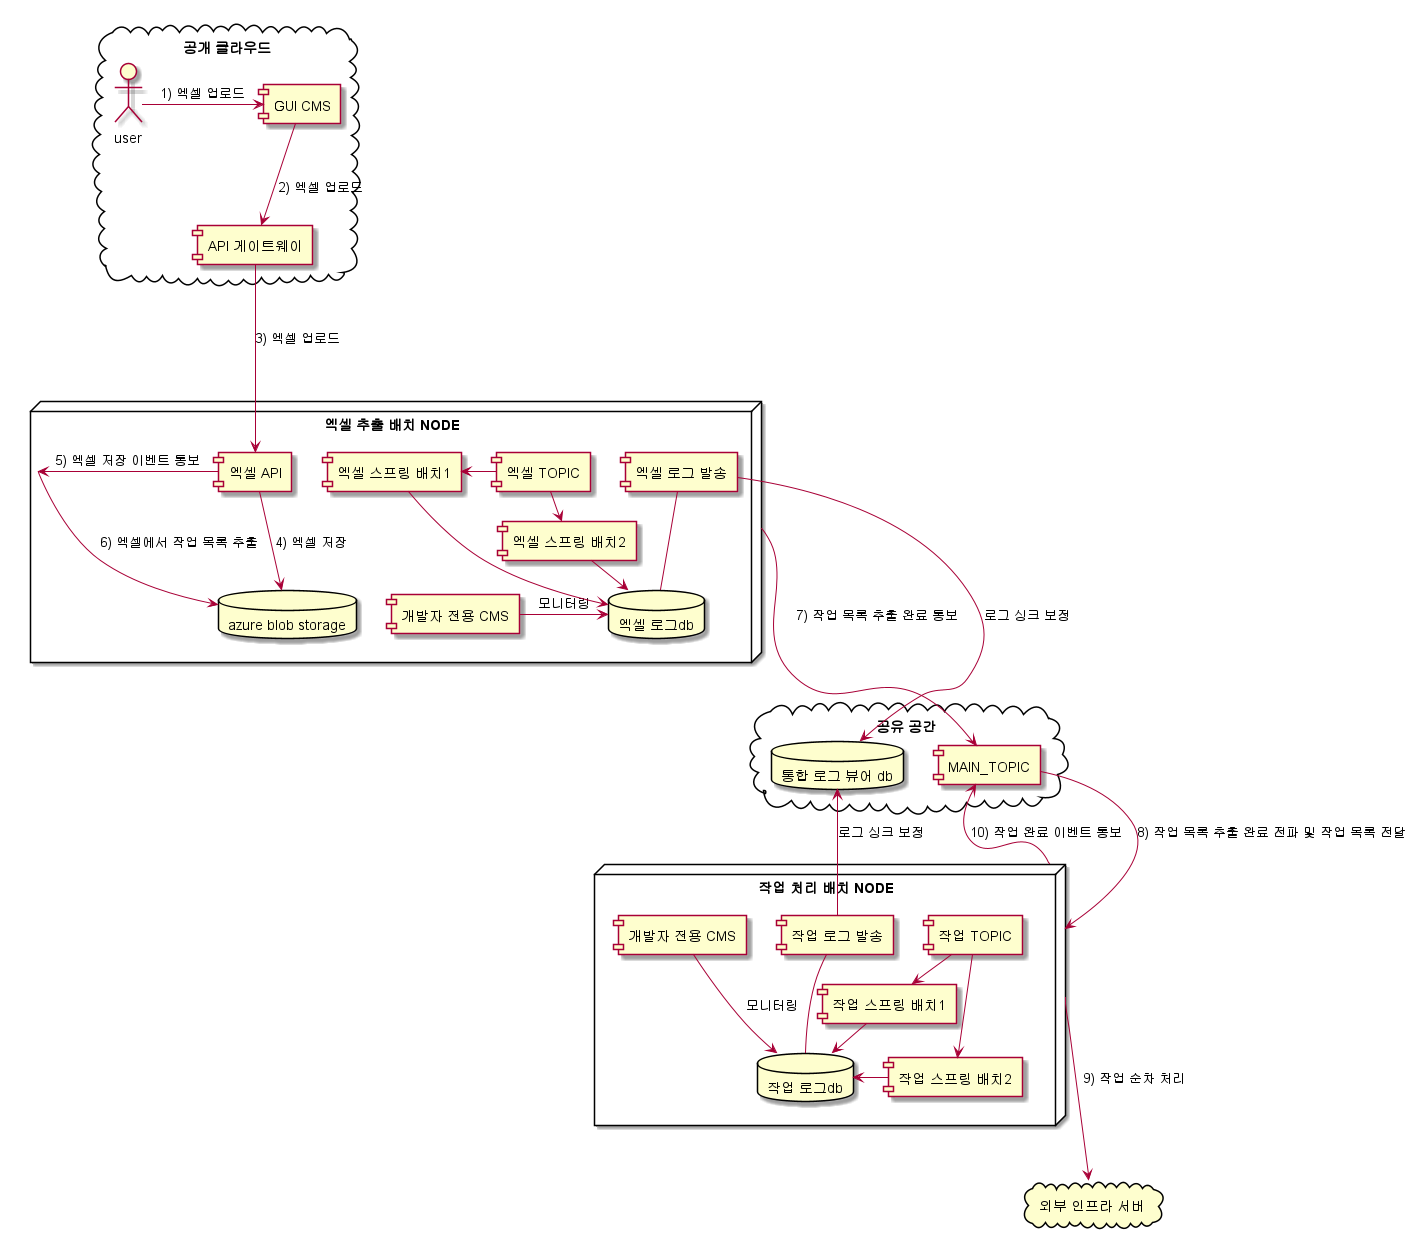 공개 클라우드
1) 엑셀 업로드
GUI CMS
user
2) 엑셀 업로드
API 게이트웨이
3) 엑셀 업로드
엑셀 추출 배치 NODE
5) 엑셀 저장 이벤트 통보
엑셀 API
엑셀 스프링 배치1
엑셀 TOPIC
엑셀 로그 발송
6) 엑셀에서 작업 목록 추출
4) 엑셀 저장
엑셀 스프링 배치2
azure blob storage
개발자 전용 CMS
모니터링
엑셀 로그db
7) 작업 목록 추출 완료 통보
로그 싱크 보정
공유 공간
통합 로그 뷰어 db
MAIN_TOPIC
로그 싱크 보정
10) 작업 완료 이벤트 통보
8) 작업 목록 추출 완료 전파 및 작업 목록 전달
작업 처리 배치 NODE
개발자 전용 CMS
작업 로그 발송
작업 TOPIC
모니터링
작업 스프링 배치1
작업 로그db
작업 스프링 배치2
9) 작업 순차 처리
외부 인프라 서버